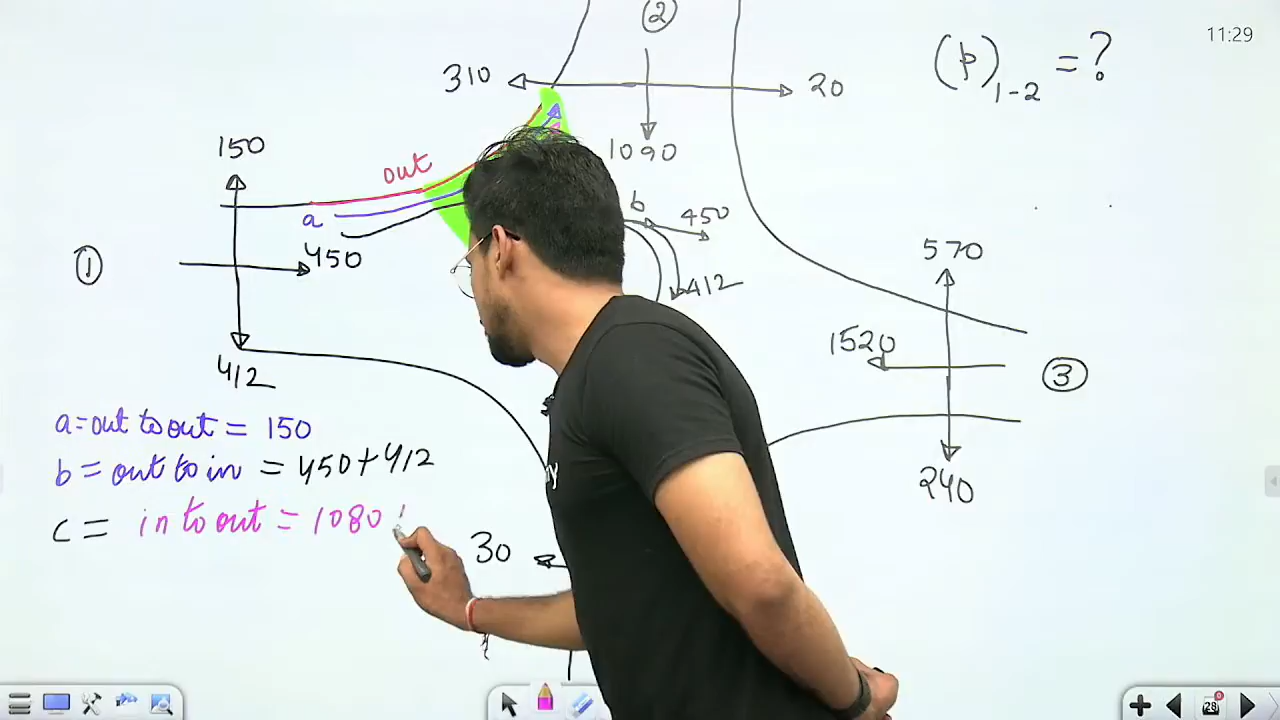 11:29
②
(p)1-2 = ?
310
20
1090
150
out
a
450
b
450
412
①
570
1520
③
412
240
a = out to out = 150
b = out to in = 450 + 412
c = in to out = 1080
30
28